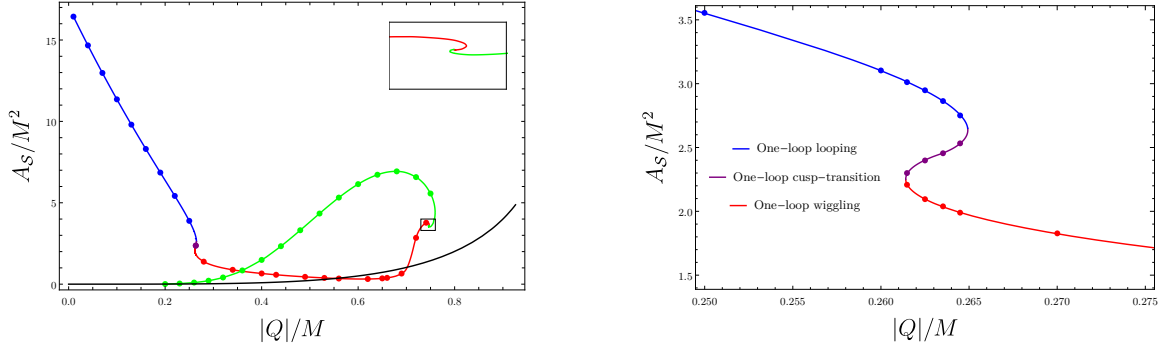 15
10
5
0
0.0 0.2 0.4 0.6 0.8
A_S/M^2
|Q|/M
3.5
3.0
2.5
2.0
1.5
0.250 0.255 0.260 0.265 0.270 0.275
A_S/M^2
|Q|/M
One-loop looping
One-loop cusp-transition
One-loop wiggling